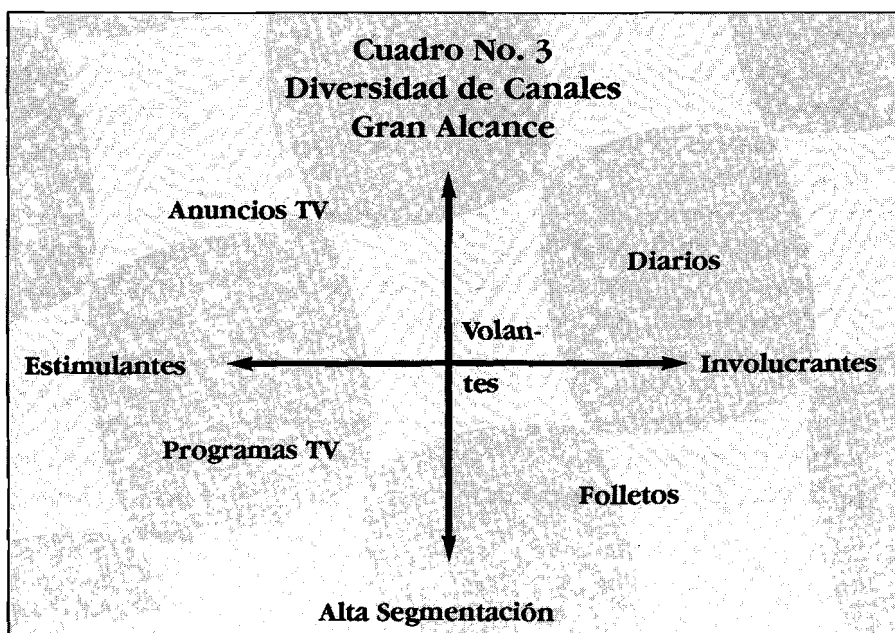 Cuadro No. 3
Diversidad de Canales
Gran Alcance
Anuncios TV
Diarios
Volan-
Estimulantes
Involucrantes
tes
Programas TV
Folletos
Alta Segmentación